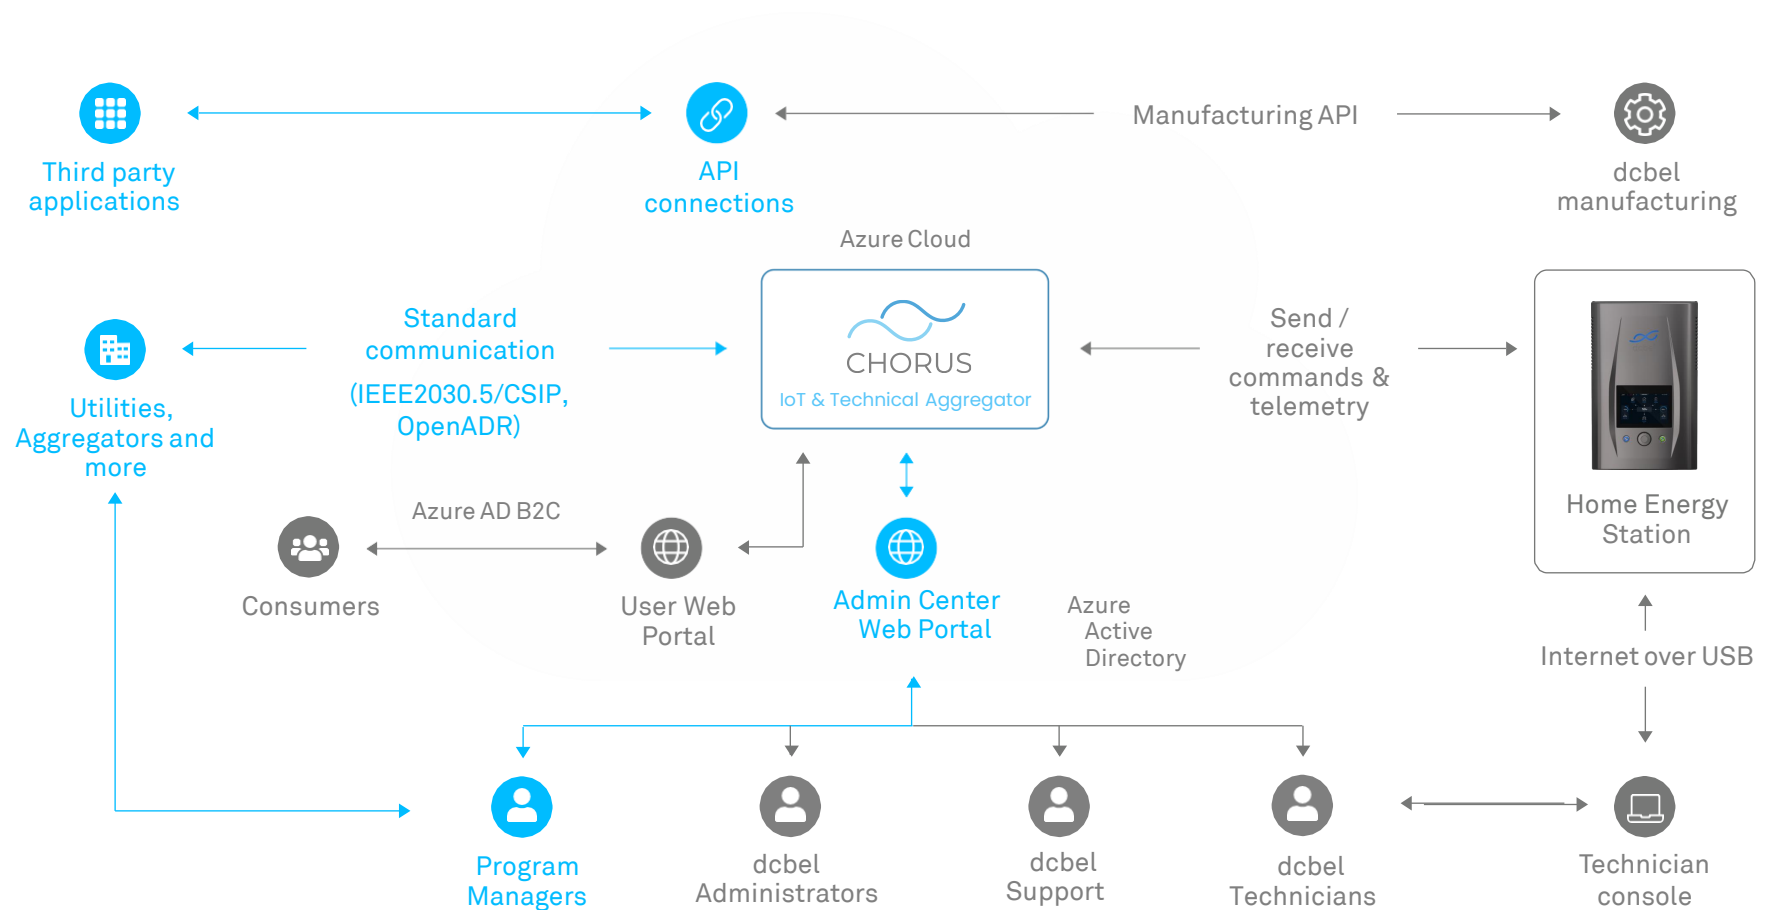 Manufacturing API
Third party
applications
API
connections
dcbel
manufacturing
Azure Cloud
Standard
communication
(IEEE2030.5/CSIP,
OpenADR)
CHORUS
IoT & Technical Aggregator
Send /
receive
commands &
telemetry
Utilities,
Aggregators and
more
Home Energy
Station
Azure AD B2C
Consumers
User Web
Portal
Admin Center
Web Portal
Azure
Active
Directory
Internet over USB
Program
Managers
dcbel
Administrators
dcbel
Support
dcbel
Technicians
Technician
console